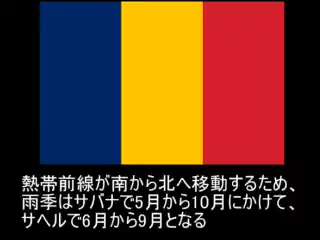 熱帯前線が南から北へ移動するため、
雨季はサバナで5月から10月にかけて、
サヘルで6月から9月となる